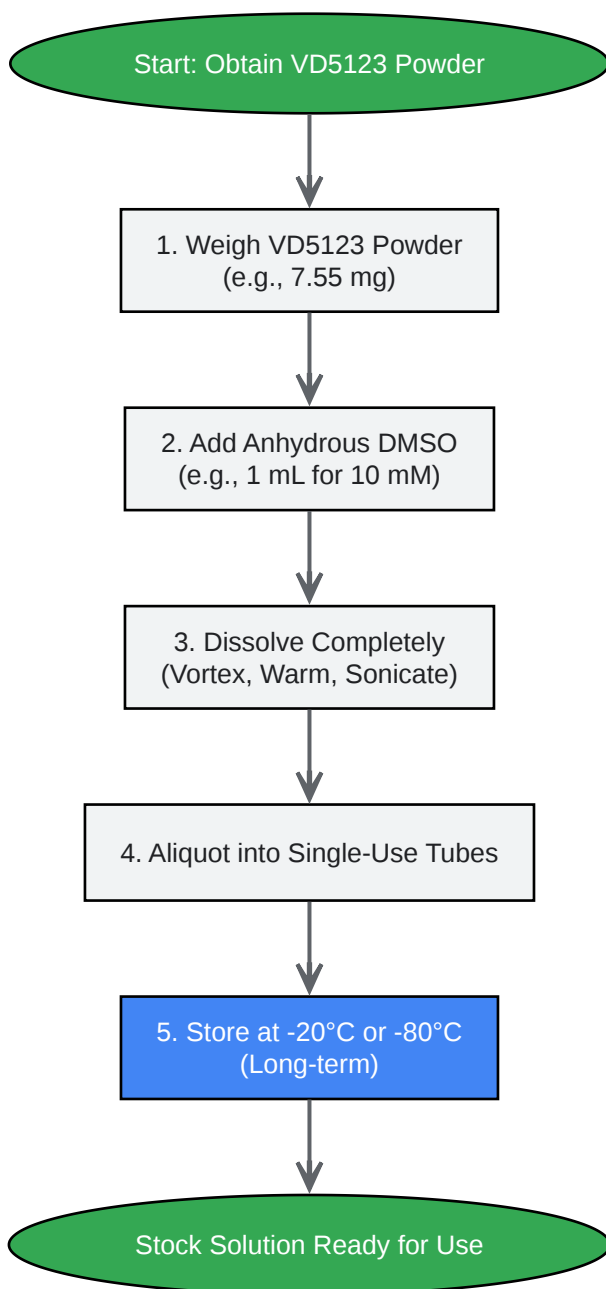 Start: Obtain VD5123 Powder
1. Weigh VD5123 Powder
(e.g., 7.55 mg)
2. Add Anhydrous DMSO
(e.g., 1 mL for 10 mM)
3. Dissolve Completely
(Vortex, Warm, Sonicate)
4. Aliquot into Single-Use Tubes
5. Store at -20°C or -80°C
(Long-term)
Stock Solution Ready for Use